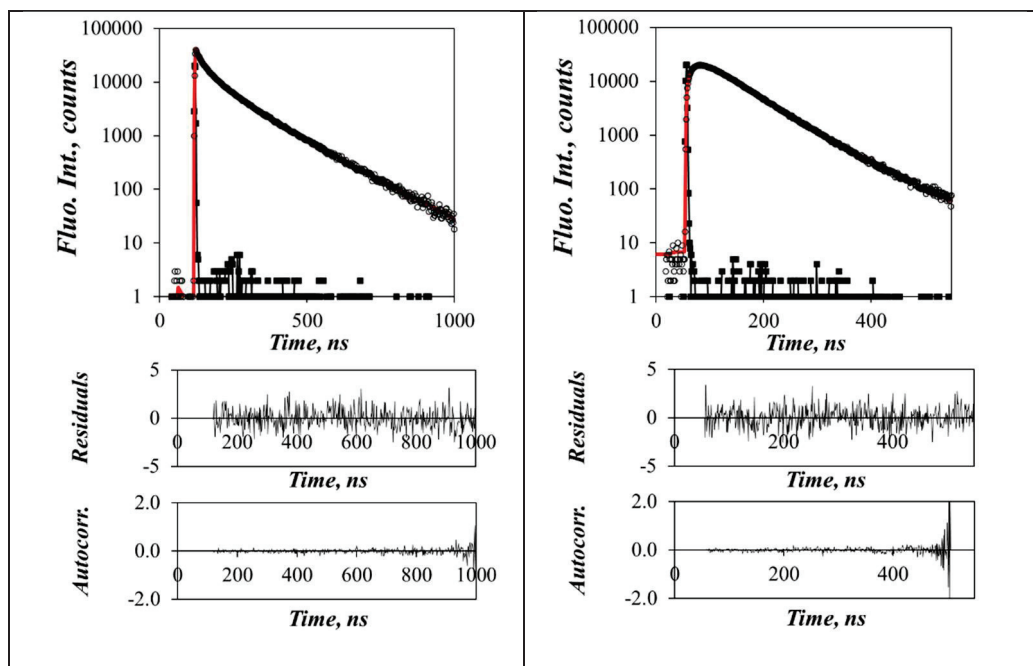 100000
10000
1000
100
10
1
Fluo. Int., counts
0 500 1000
Time, ns
5
0
-5
Residuals
0 200 400 600 800 1000
Time, ns
2.0
0.0
-2.0
Autocorr.
0 200 400 600 800 1000
Time, ns
100000
10000
1000
100
10
1
Fluo. Int., counts
0 200 400
Time, ns
5
0
-5
Residuals
0 200 400
Time, ns
2.0
0.0
-2.0
Autocorr.
0 200 400
Time, ns